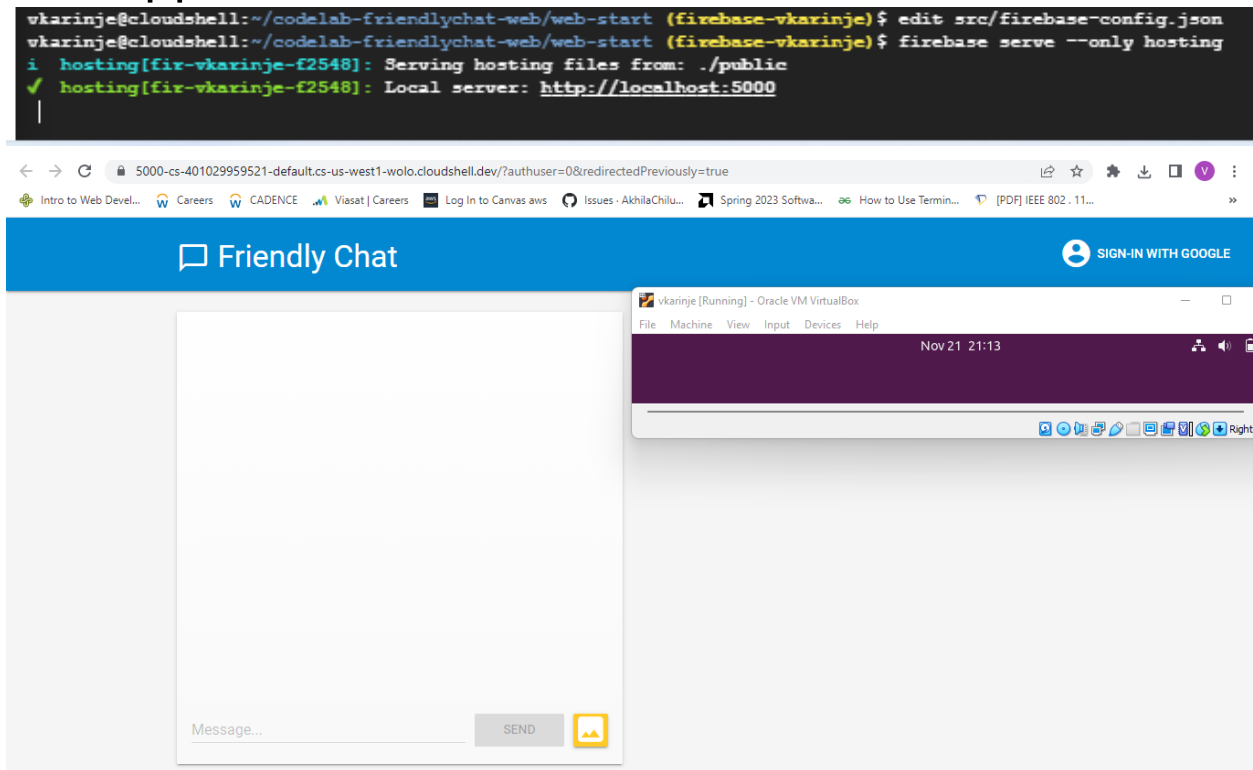 vkarinje@cloudshell:~/codelab-friendlychat-web/web-start (firebase-vkarinje)$ edit src/firebase-config.json
vkarinje@cloudshell:~/codelab-friendlychat-web/web-start (firebase-vkarinje)$ firebase serve --only hosting
i  hosting[fir-vkarinje-f2548]: Serving hosting files from: ./public
✔  hosting[fir-vkarinje-f2548]: Local server: http://localhost:5000
5000-cs-401029959521-default.cs-us-west1-wolo.cloudshell.dev/?authuser=0&redirectedPreviously=true V
Intro to Web Devel... Careers CADENCE Viasat | Careers Log In to Canvas aws Issues · AkhilaChilu... Spring 2023 Softwa... How to Use Termin... [PDF] IEEE 802 . 11... »
Friendly Chat SIGN-IN WITH GOOGLE
vkarinje [Running] - Oracle VM VirtualBox
File Machine View Input Devices Help
Nov 21 21:13
Right
Message... SEND